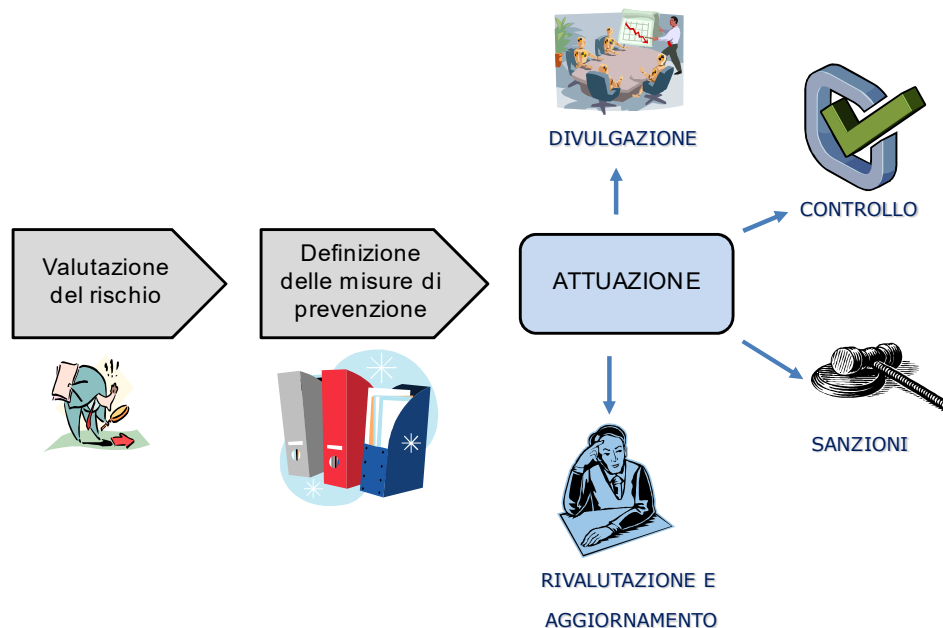 DIVULGAZIONE
CONTROLLO
Valutazione
del rischio
Definizione
delle misure di
prevenzione
ATTUAZIONE
SANZIONI
RIVALUTAZIONE E
AGGIORNAMENTO